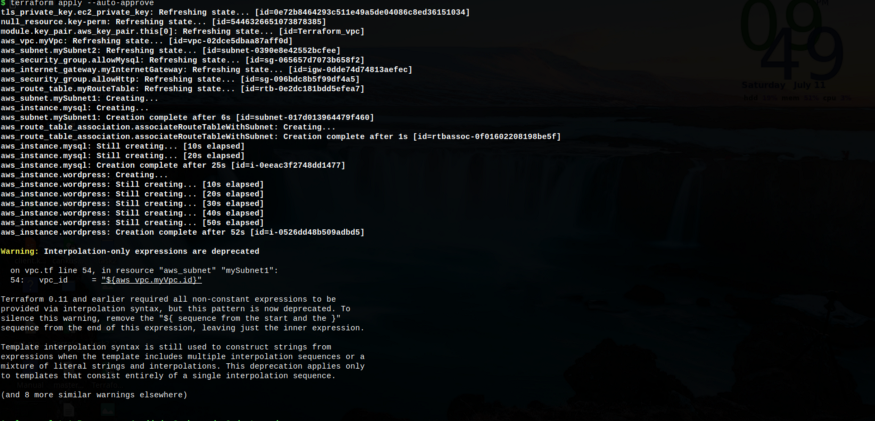 $ terraform apply --auto-approve
tls_private_key.ec2_private_key: Refreshing state... [id=0e72b8464293c511e49a5de04086c8ed36151034]
null_resource.key-perm: Refreshing state... [id=5446326651073878385]
module.key_pair.aws_key_pair.this[0]: Refreshing state... [id=Terraform_vpc]
aws_vpc.myVpc: Refreshing state... [id=vpc-02dce5dbaa87aff0d]
aws_subnet.mySubnet2: Refreshing state... [id=subnet-0390e8e42552bcfee]
aws_security_group.allowMysql: Refreshing state... [id=sg-065657d7073b658f2]
aws_internet_gateway.myInternetGateway: Refreshing state... [id=igw-0dde74d74813aefec]
aws_security_group.allowHttp: Refreshing state... [id=sg-096bdc8b5f99df4a5]
aws_route_table.myRouteTable: Refreshing state... [id=rtb-0e2dc181bdd5efea7]
aws_subnet.mySubnet1: Creating...
aws_instance.mysql: Creating...
aws_subnet.mySubnet1: Creation complete after 6s [id=subnet-017d013964479f460]
aws_route_table_association.associateRouteTableWithSubnet: Creating...
aws_route_table_association.associateRouteTableWithSubnet: Creation complete after 1s [id=rtbassoc-0f01602208198be5f]
aws_instance.mysql: Still creating... [10s elapsed]
aws_instance.mysql: Still creating... [20s elapsed]
aws_instance.mysql: Creation complete after 25s [id=i-0eeac3f2748dd1477]
aws_instance.wordpress: Creating...
aws_instance.wordpress: Still creating... [10s elapsed]
aws_instance.wordpress: Still creating... [20s elapsed]
aws_instance.wordpress: Still creating... [30s elapsed]
aws_instance.wordpress: Still creating... [40s elapsed]
aws_instance.wordpress: Still creating... [50s elapsed]
aws_instance.wordpress: Creation complete after 52s [id=i-0526dd48b509adbd5]
Warning: Interpolation-only expressions are deprecated
on vpc.tf line 54, in resource "aws_subnet" "mySubnet1":
54: vpc_id = "${aws_vpc.myVpc.id}"
Terraform 0.11 and earlier required all non-constant expressions to be
provided via interpolation syntax, but this pattern is now deprecated. To
silence this warning, remove the "${ sequence from the start and the }"
sequence from the end of this expression, leaving just the inner expression.
Template interpolation syntax is still used to construct strings from
expressions when the template includes multiple interpolation sequences or a
mixture of literal strings and interpolations. This deprecation applies only
to templates that consist entirely of a single interpolation sequence.
(and 8 more similar warnings elsewhere)
08
49
Saturday July 11